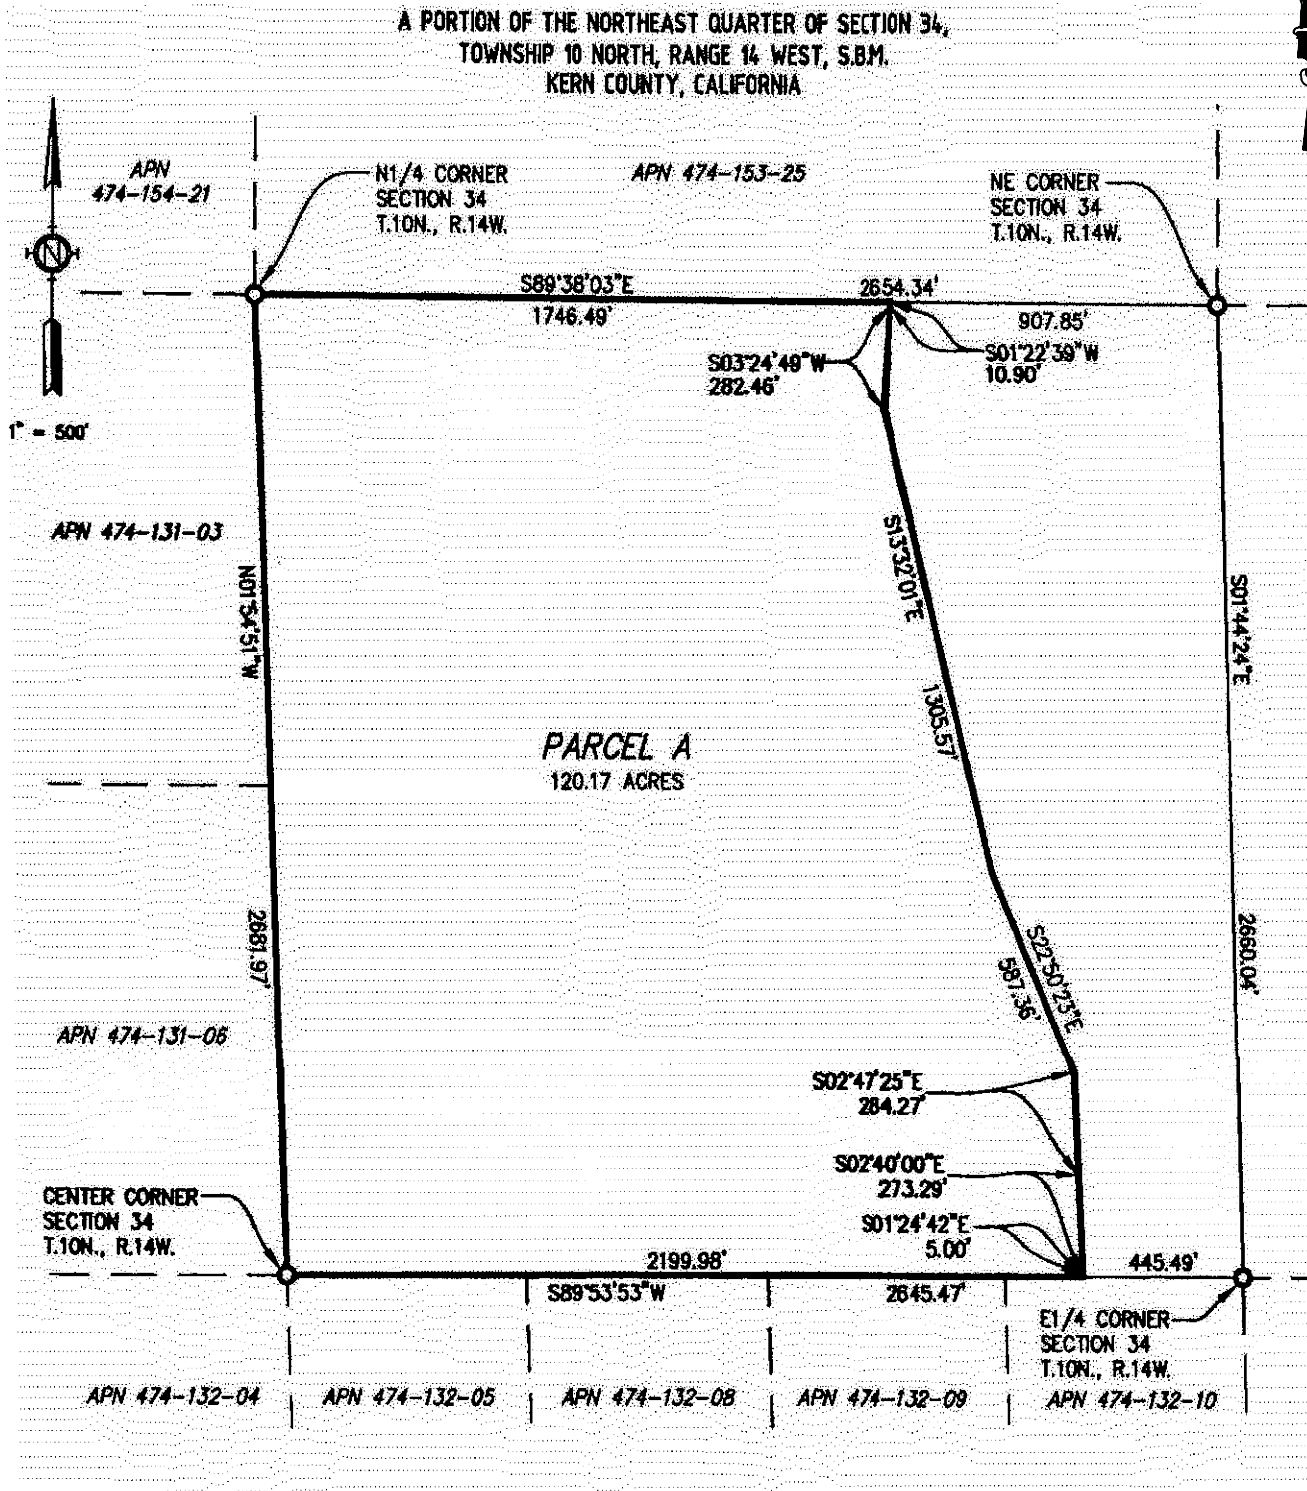 A PORTION OF THE NORTHEAST QUARTER OF SECTION 34,
TOWNSHIP 10 NORTH, RANGE 14 WEST, S.B.M.
KERN COUNTY, CALIFORNIA
APN
474-154-21
N1/4 CORNER
SECTION 34
T.10N., R.14W.
APN 474-153-25
NE CORNER
SECTION 34
T.10N., R.14W.
N
1" = 500'
S89°38'03"E
1746.49'
2654.34'
907.85'
S03°24'49"W
282.46'
S01°22'39"W
10.90'
APN 474-131-03
N01°54'51"W
2681.97'
S13°32'01"E
1305.57'
S01°44'24"E
2660.04'
PARCEL A
120.17 ACRES
S22°50'23"E
587.36'
APN 474-131-06
S02°47'25"E
284.27'
S02°40'00"E
273.29'
S01°24'42"E
5.00'
CENTER CORNER
SECTION 34
T.10N., R.14W.
2199.98'
445.49'
S89°53'53"W
2645.47'
E1/4 CORNER
SECTION 34
T.10N., R.14W.
APN 474-132-04
APN 474-132-05
APN 474-132-08
APN 474-132-09
APN 474-132-10